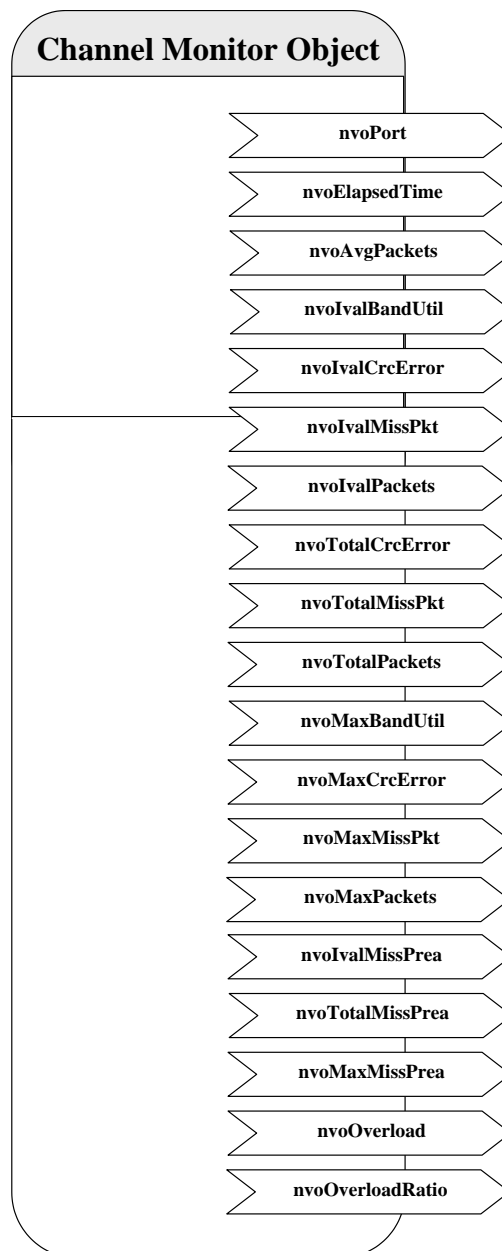 Channel Monitor Object
nvoPort
nvoElapsedTime
nvoAvgPackets
nvoIvalBandUtil
nvoIvalCrcError
nvoIvalMissPkt
nvoIvalPackets
nvoTotalCrcError
nvoTotalMissPkt
nvoTotalPackets
nvoMaxBandUtil
nvoMaxCrcError
nvoMaxMissPkt
nvoMaxPackets
nvoIvalMissPrea
nvoTotalMissPrea
nvoMaxMissPrea
nvoOverload
nvoOverloadRatio